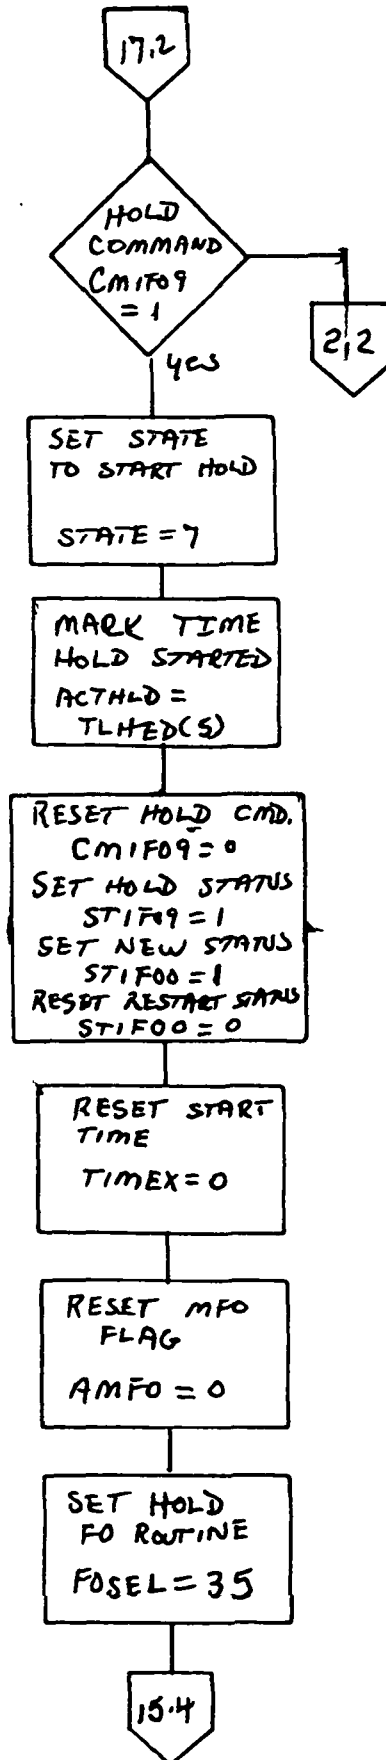 17.2
HOLD
COMMAND
CM1F09
= 1
yes
2,2
SET STATE
TO START HOLD
STATE = 7
MARK TIME
HOLD STARTED
ACTHLD =
TLHED(5)
RESET HOLD CMD.
CM1F09 = 0
SET HOLD STATUS
ST1F09 = 1
SET NEW STATUS
ST1F00 = 1
RESET RESTART STATUS
ST1F00 = 0
RESET START
TIME
TIMEX = 0
RESET MFO
FLAG
AMFO = 0
SET HOLD
FO ROUTINE
FOSEL = 35
15.4